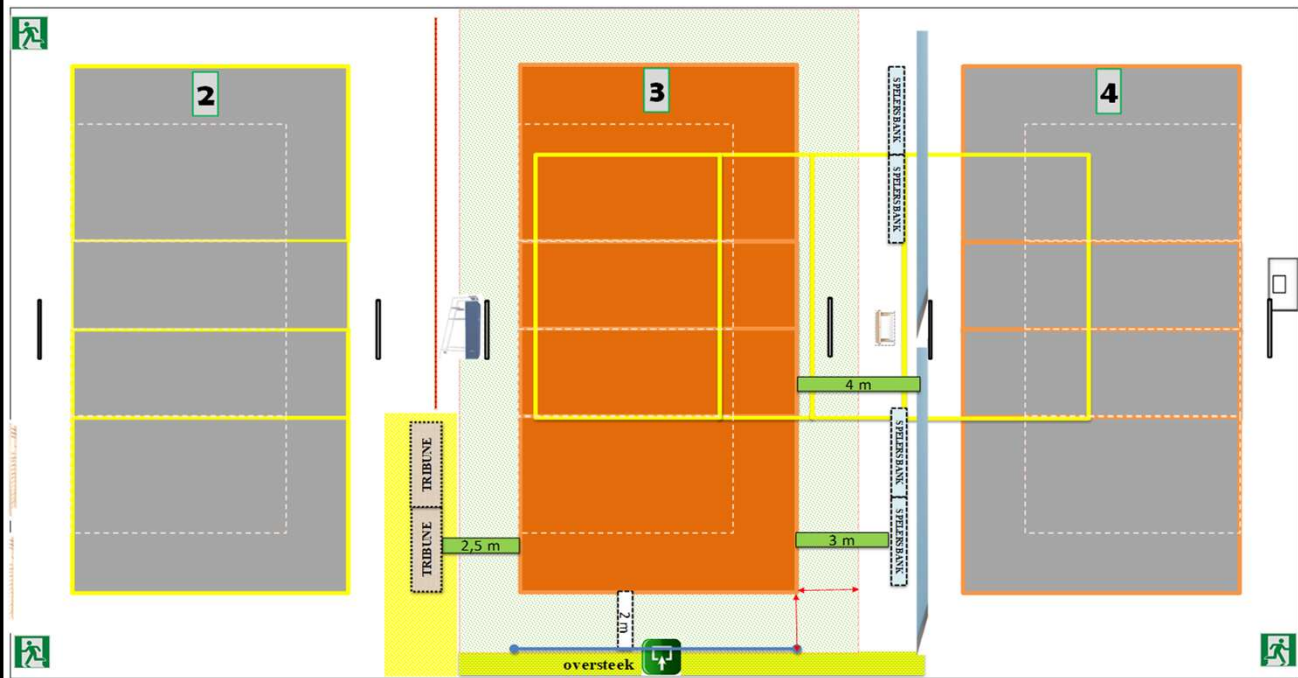 2
3
4
SPELERSBANK
SPELERSBANK
4 m
TRIBUNE
TRIBUNE
SPELERSBANK
SPELERSBANK
2,5 m
3 m
2 m
oversteek